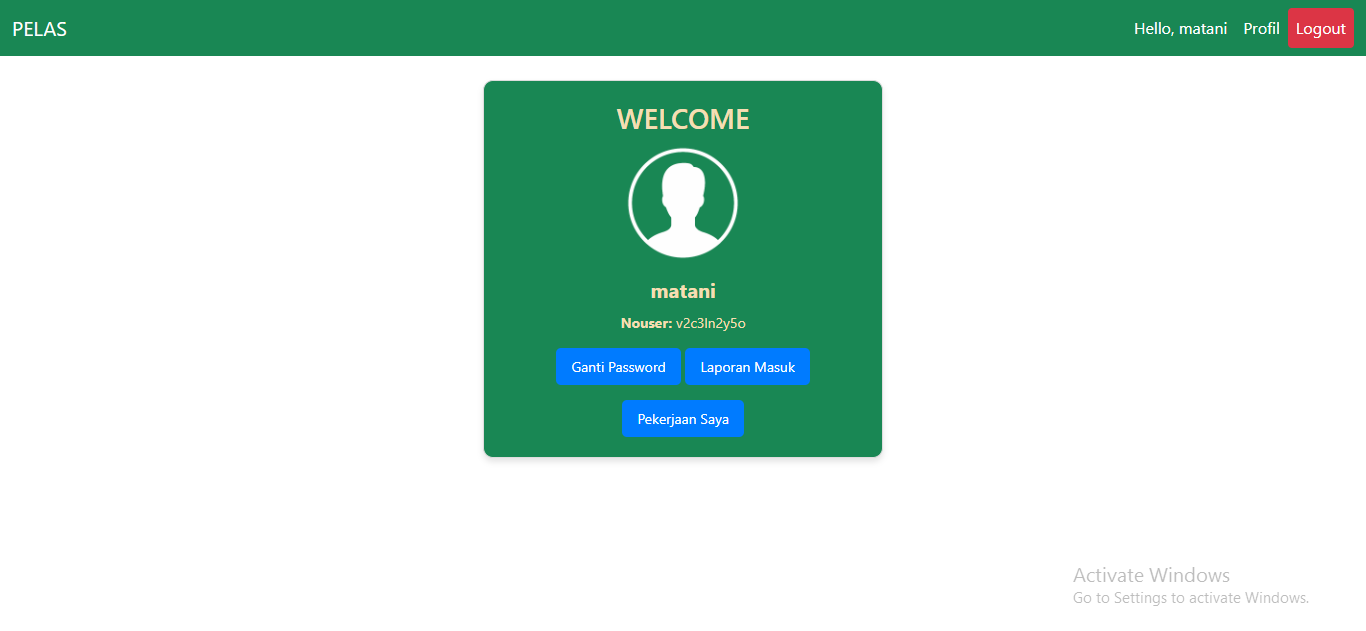 PELAS
Hello, matani Profil Logout
WELCOME
matani
Nouser: v2c3ln2y5o
Ganti Password Laporan Masuk
Pekerjaan Saya
Activate Windows
Go to Settings to activate Windows.